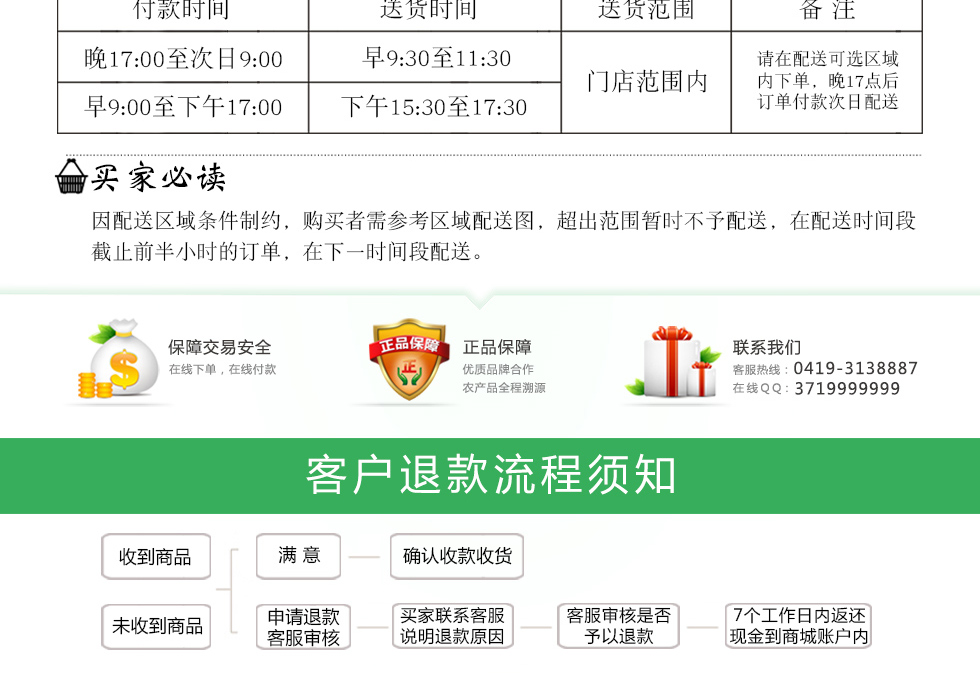 付款时间 送货时间 送货范围 备 注
晚17:00至次日9:00 早9:30至11:30
早9:00至下午17:00 下午15:30至17:30
门店范围内
请在配送可选区域
内下单，晚17点后
订单付款次日配送
买家必读
因配送区域条件制约，购买者需参考区域配送图，超出范围暂时不予配送，在配送时间段
截止前半小时的订单，在下一时间段配送。
保障交易安全
在线下单，在线付款
正品保障
正
正品保障
优质品牌合作
农产品全程溯源
联系我们
客服热线：0419-3138887
在线QQ：3719999999
客户退款流程须知
收到商品 满 意 确认收款收货
未收到商品
申请退款
客服审核
买家联系客服
说明退款原因
客服审核是否
予以退款
7个工作日内返还
现金到商城账户内